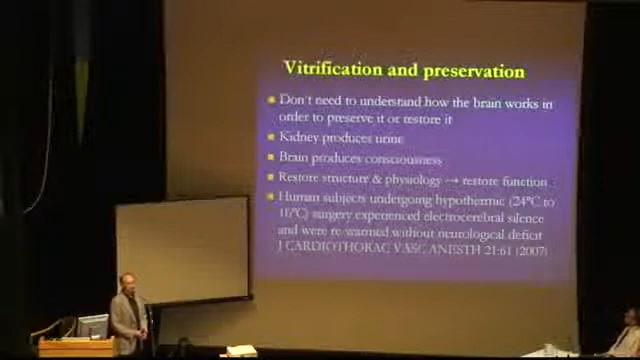 Vitrification and preservation
Don't need to understand how the brain works in
order to preserve it or restore it
Kidney produces urine
Brain produces consciousness
Restore structure & physiology → restore function
Human subjects undergoing hypothermic (24°C to
16°C) surgery experienced electrocerebral silence
and were re-warmed without neurological deficit
J CARDIOTHORAC VASC ANESTH 21:61 (2007)